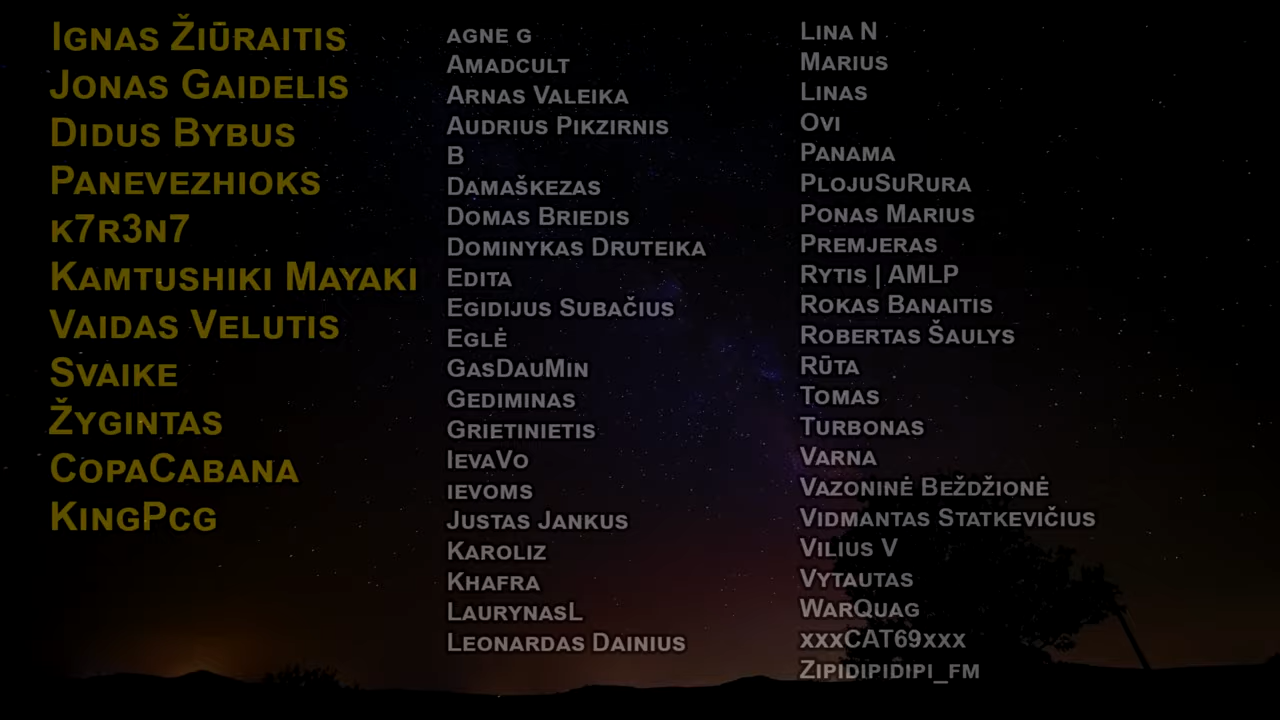 Ignas Žiūraitis
Jonas Gaidelis
Didus Bybus
Panevezhioks
k7r3n7
Kamtushiki Mayaki
Vaidas Velutis
Svaike
Žygintas
CopaCabana
KingPcg
agne g
Amadcult
Arnas Valeika
Audrius Pikzirnis
B
Damaškezas
Domas Briedis
Dominykas Druteika
Edita
Egidijus Subačius
Eglė
GasDauMin
Gediminas
Grietinietis
IevaVo
ievoms
Justas Jankus
Karoliz
Khafra
LaurynasL
Leonardas Dainius
Lina N
Marius
Linas
Ovi
Panama
PlojuSuRura
Ponas Marius
Premjeras
Rytis | AMLP
Rokas Banaitis
Robertas Šaulys
Rūta
Tomas
Turbonas
Varna
Vazoninė Beždžionė
Vidmantas Statkevičius
Vilius V
Vytautas
WarQuag
xxxCAT69xxx
Zipidipidipi_fm